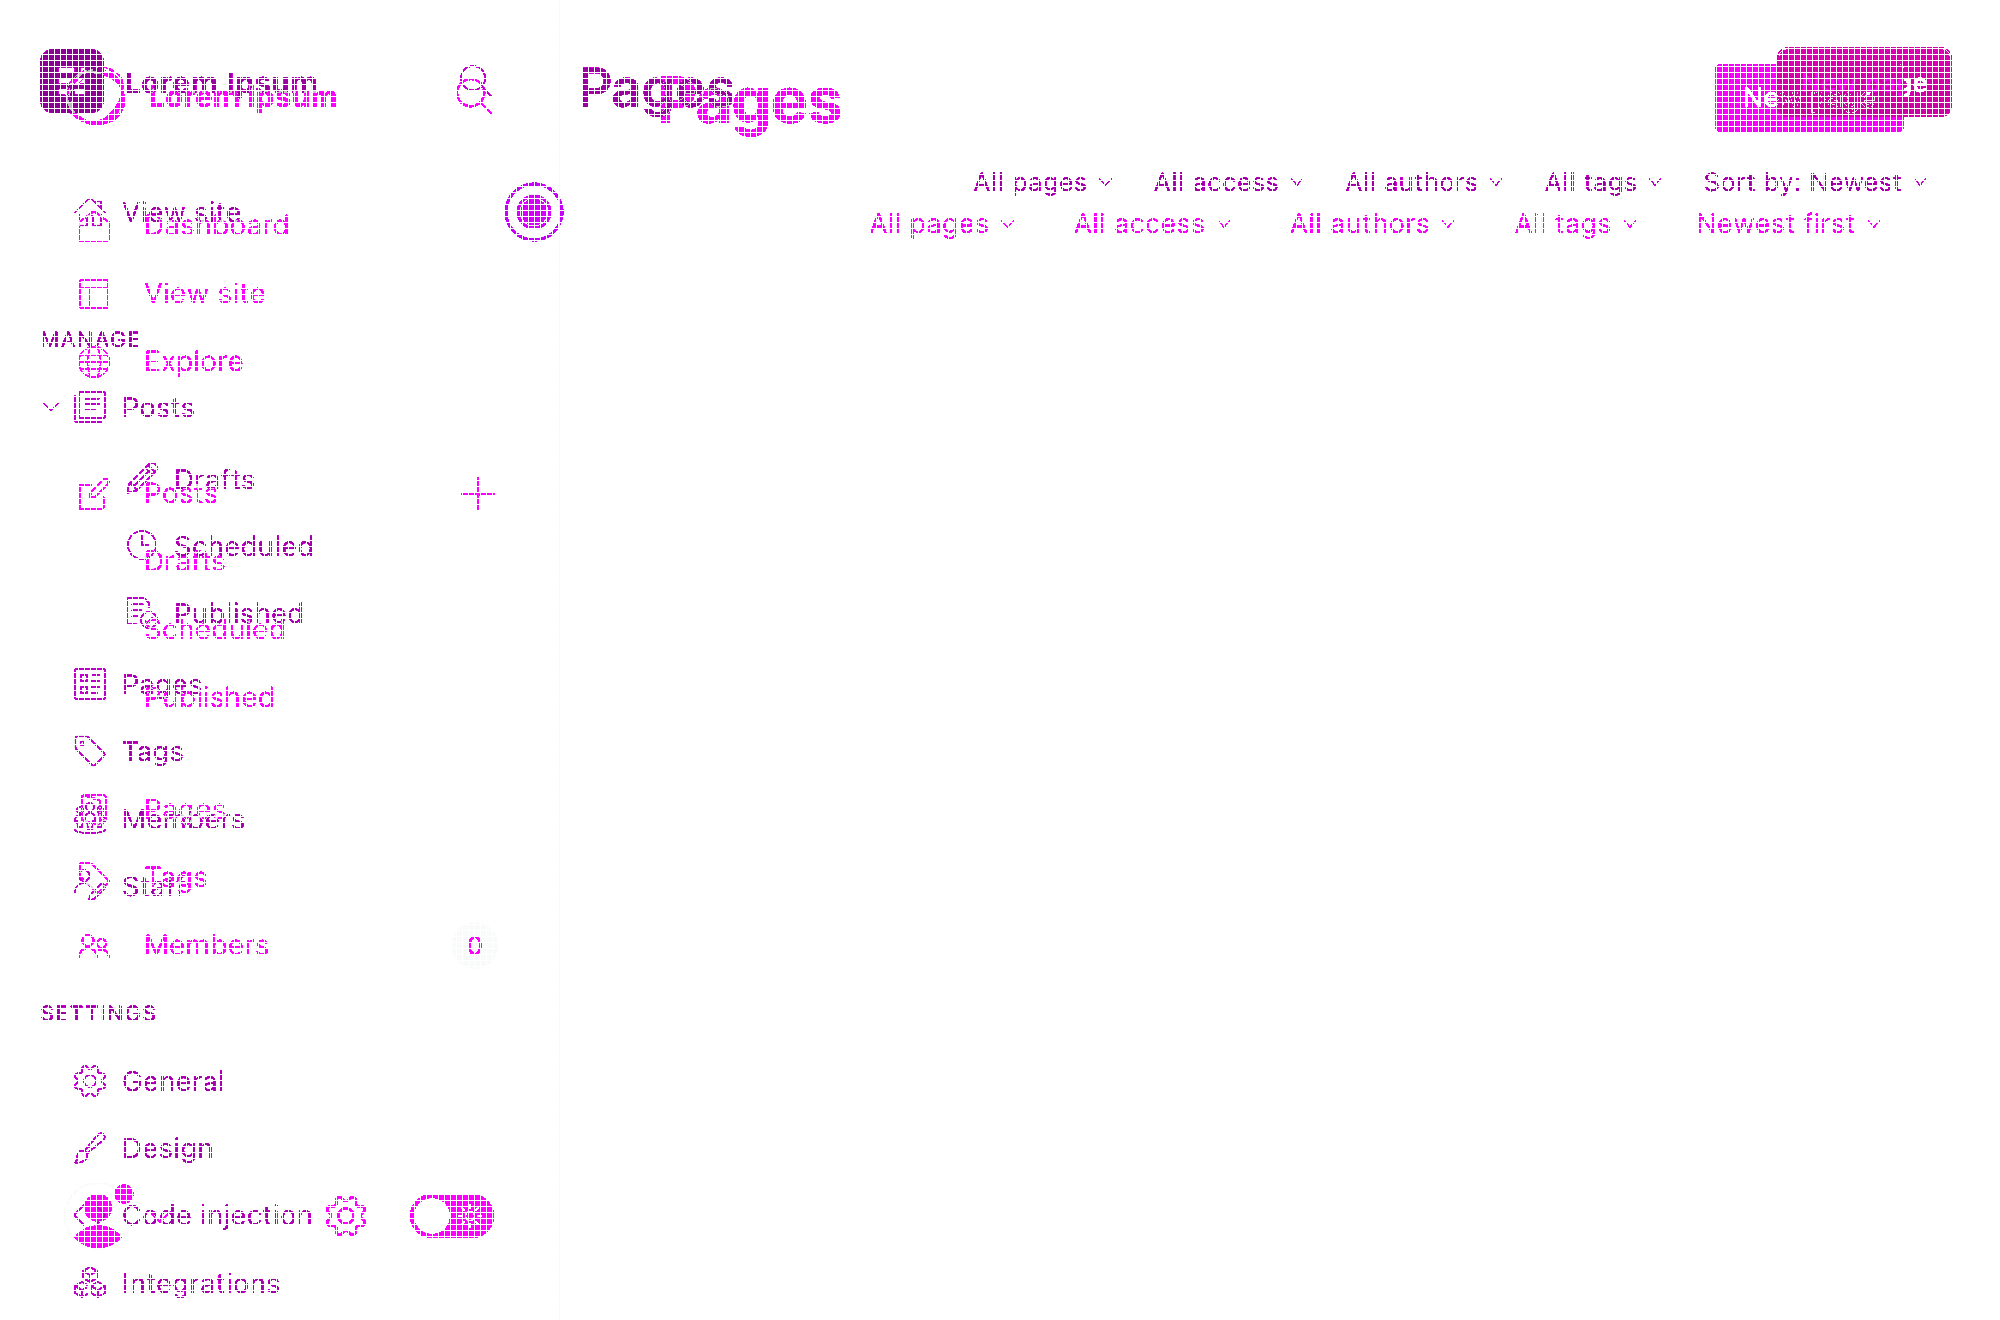 Lorem Ipsum
Lorem Ipsum
Pages
Pages
New page
All pages All access All authors All tags Sort by: Newest
All pages All access All authors All tags Newest first
View site
Dashboard
View site
MANAGE
Explore
Posts
Drafts
Posts
Scheduled
Drafts
Published
Scheduled
Pages
Published
Tags
Pages
Members
Tags
Staff
Members 0
SETTINGS
General
Design
Code injection
Integrations